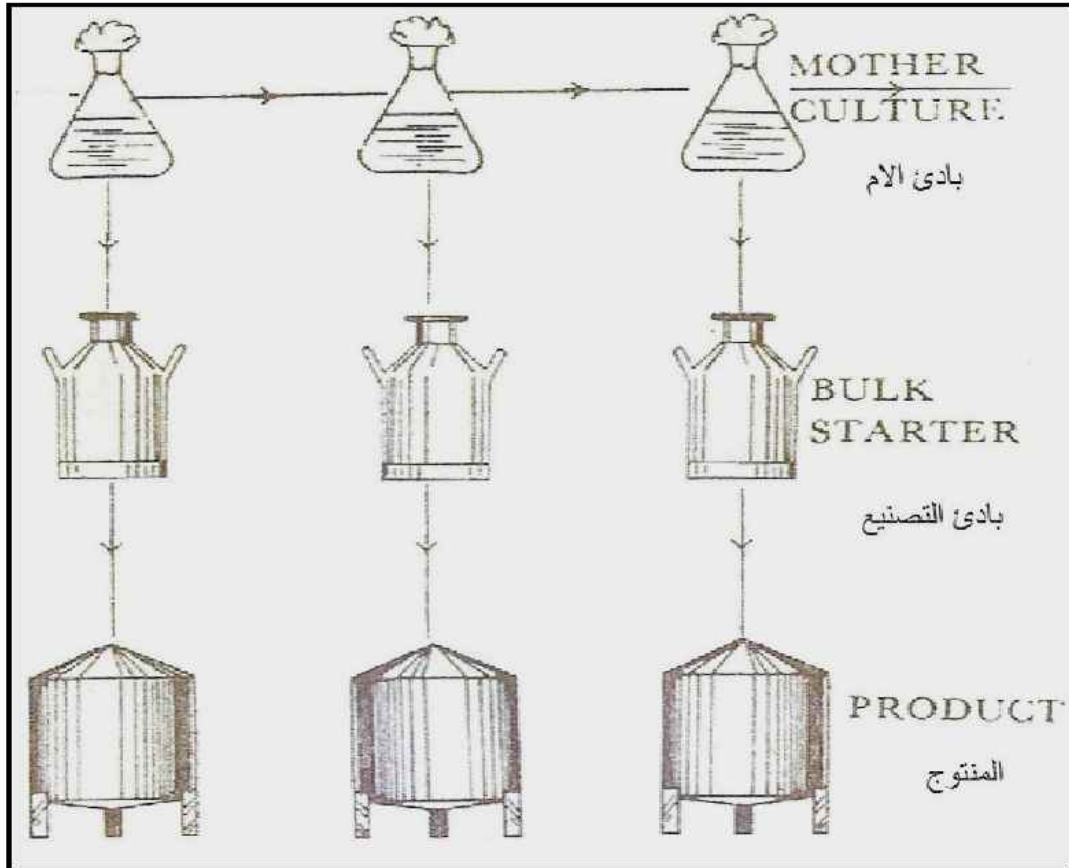 MOTHER
CULTURE
بادئ الام
BULK
STARTER
بادئ التصنيع
PRODUCT
المنتوج